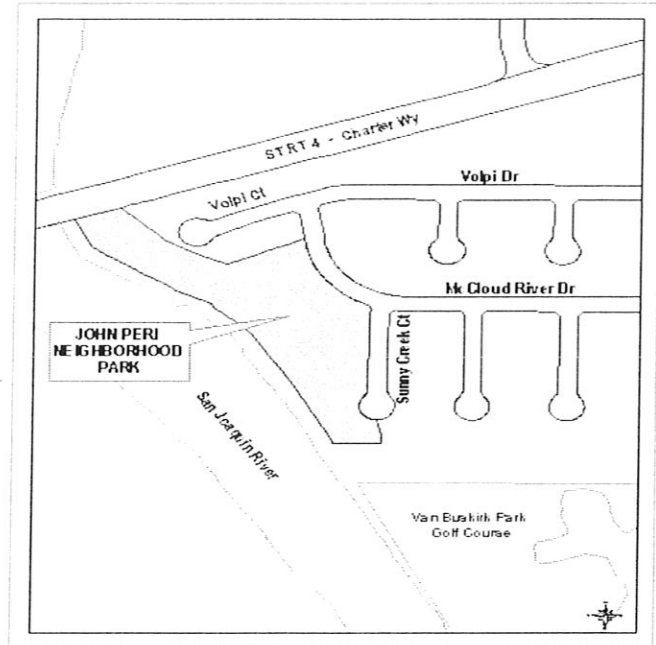 STRT 4 - Charter Wy
Volpi Ct
Volpi Dr
Mc Cloud River Dr
JOHN PERI
NEIGHBORHOOD
PARK
Sunny Creek Ct
San Joaquin River
Van Buskirk Park
Golf Course